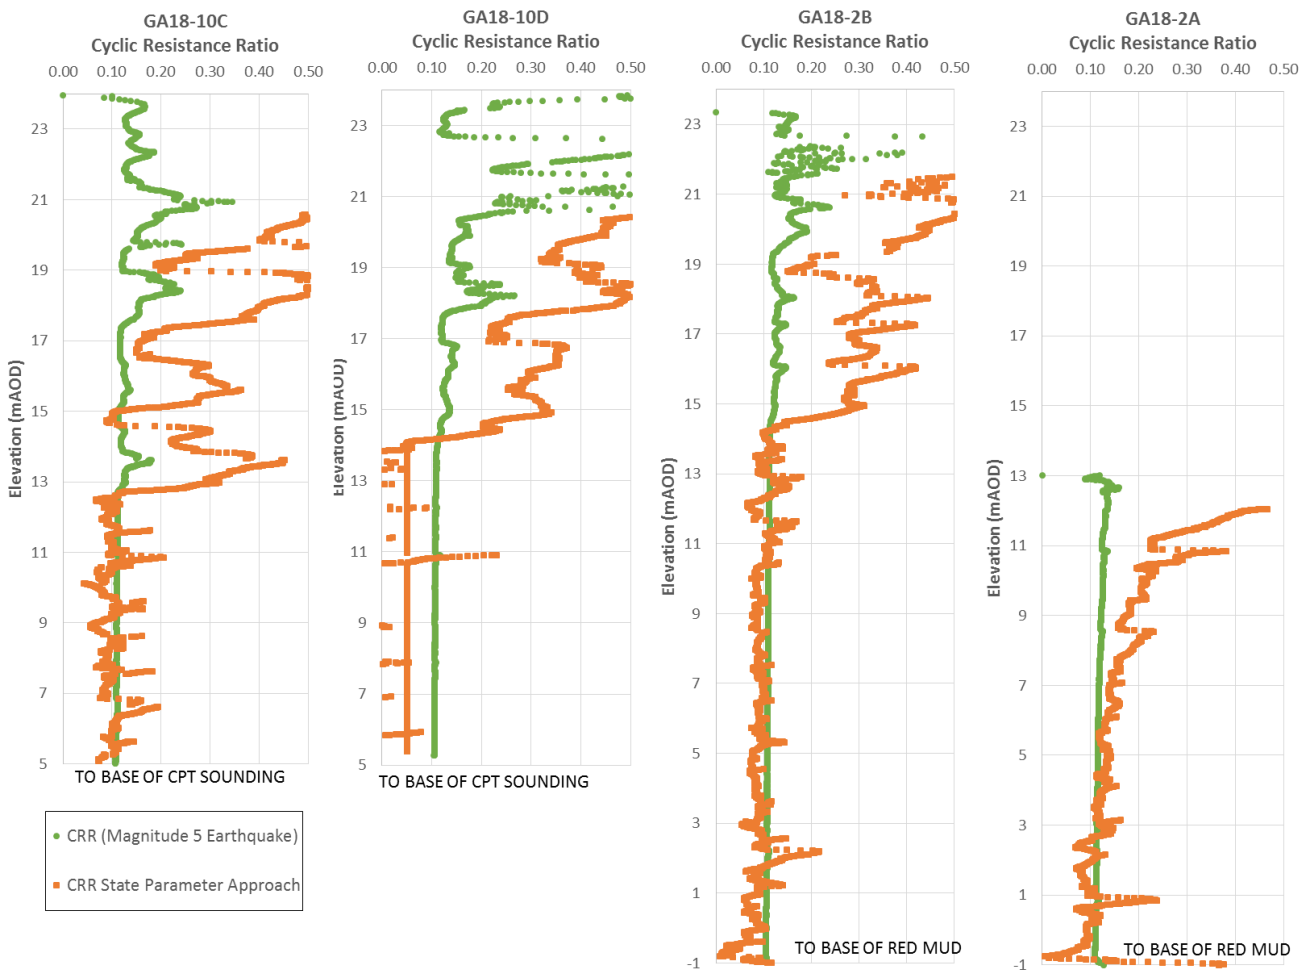 GA18-10C
Cyclic Resistance Ratio
0.00 0.10 0.20 0.30 0.40 0.50
23
21
19
17
15
13
11
9
7
5
Elevation (mAOD)
TO BASE OF CPT SOUNDING
GA18-10D
Cyclic Resistance Ratio
0.00 0.10 0.20 0.30 0.40 0.50
23
21
19
17
15
13
11
9
7
5
Elevation (mAOD)
TO BASE OF CPT SOUNDING
GA18-2B
Cyclic Resistance Ratio
0.00 0.10 0.20 0.30 0.40 0.50
23
21
19
17
15
13
11
9
7
5
3
1
-1
Elevation (mAOD)
TO BASE OF RED MUD
GA18-2A
Cyclic Resistance Ratio
0.00 0.10 0.20 0.30 0.40 0.50
23
21
19
17
15
13
11
9
7
5
3
1
-1
Elevation (mAOD)
TO BASE OF RED MUD
CRR (Magnitude 5 Earthquake)
CRR State Parameter Approach